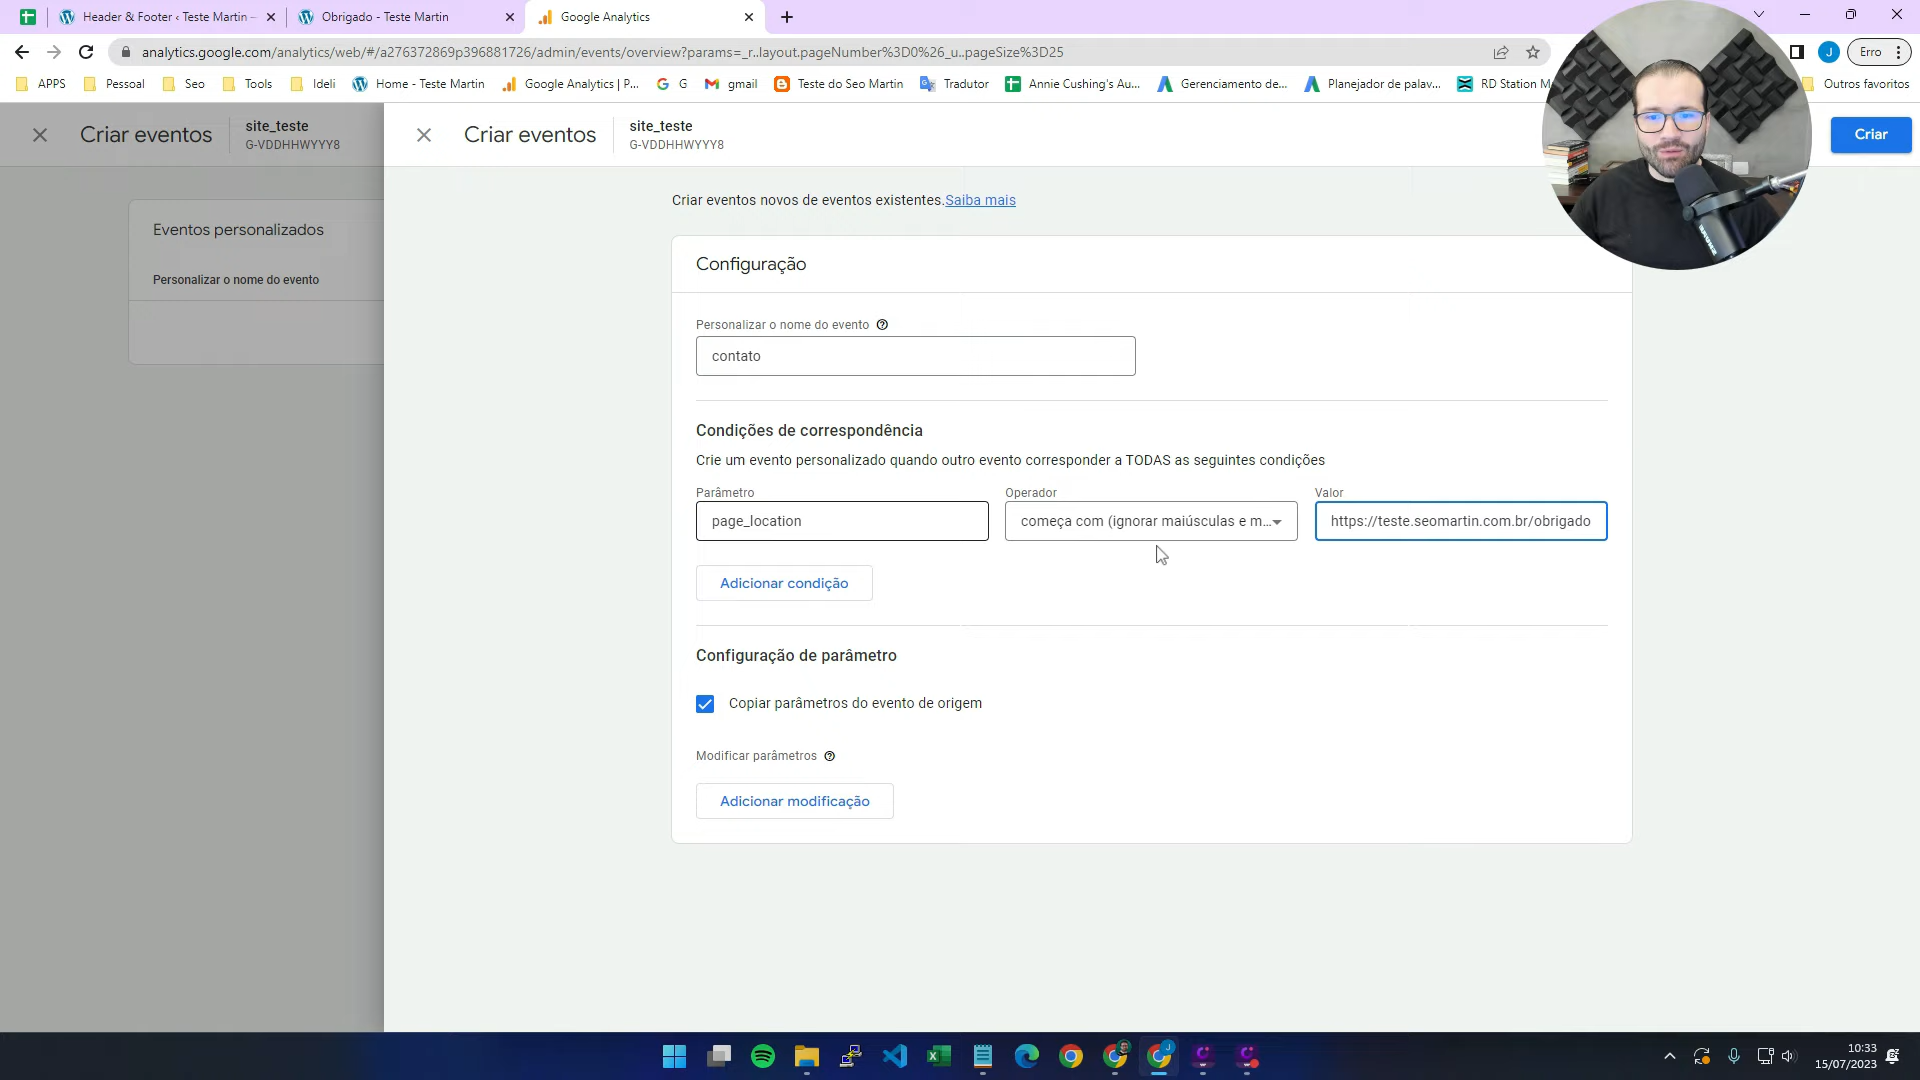 Header & Footer ‹ Teste Martin –
Obrigado - Teste Martin
Google Analytics
analytics.google.com/analytics/web/#/a276372869p396881726/admin/events/overview?params=_r..layout.pageNumber%3D0%26_u..pageSize%3D25
J
Erro
APPS
Pessoal
Seo
Tools
Ideli
Home - Teste Martin
Google Analytics | P...
G
gmail
Teste do Seo Martin
Tradutor
Annie Cushing's Au...
Gerenciamento de...
Planejador de palav...
RD Station M
Outros favoritos
Criar eventos
site_teste
G-VDDHHWYYY8
Criar eventos
site_teste
G-VDDHHWYYY8
Criar
Criar eventos novos de eventos existentes.Saiba mais
Eventos personalizados
Personalizar o nome do evento
Configuração
Personalizar o nome do evento
contato
Condições de correspondência
Crie um evento personalizado quando outro evento corresponder a TODAS as seguintes condições
Parâmetro
Operador
Valor
page_location
começa com (ignorar maiúsculas e m...
https://teste.seomartin.com.br/obrigado
Adicionar condição
Configuração de parâmetro
Copiar parâmetros do evento de origem
Modificar parâmetros
Adicionar modificação
10:33
15/07/2023